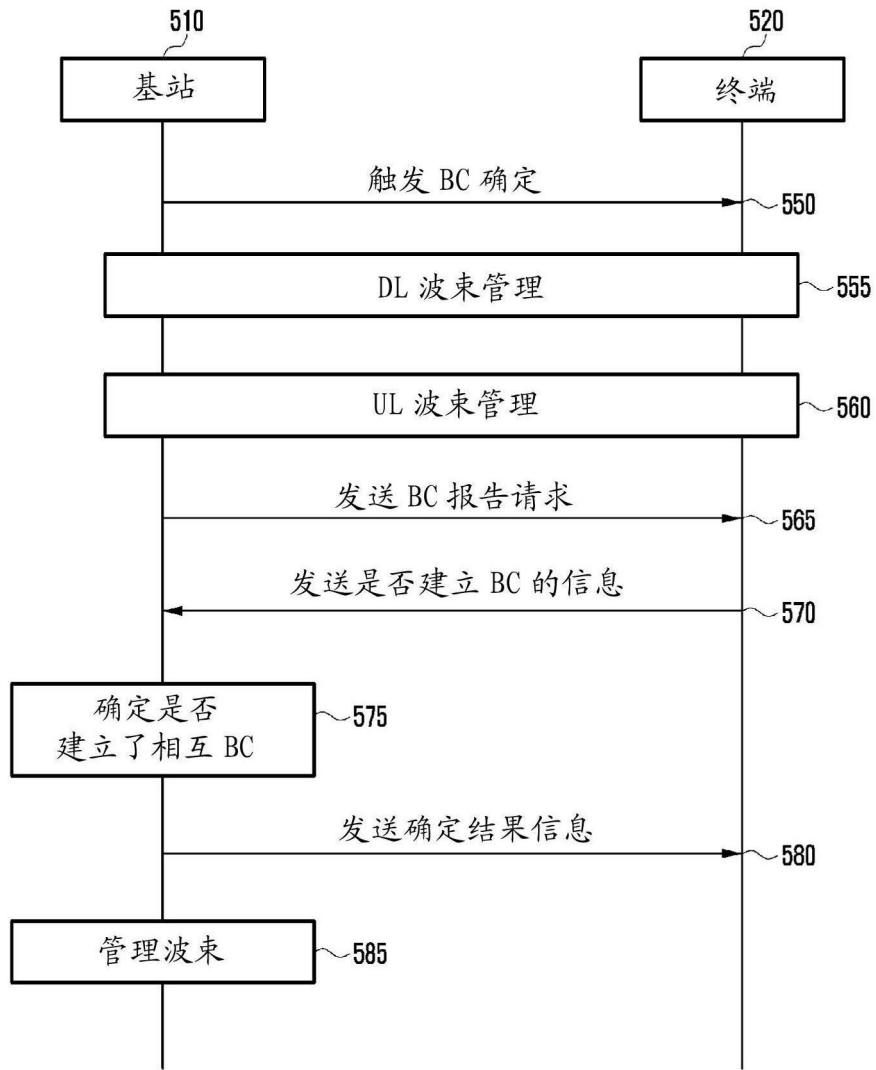 510
520
基站
终端
触发 BC 确定
550
DL 波束管理
555
UL 波束管理
560
发送 BC 报告请求
565
发送是否建立 BC 的信息
570
确定是否
建立了相互 BC
575
发送确定结果信息
580
管理波束
585